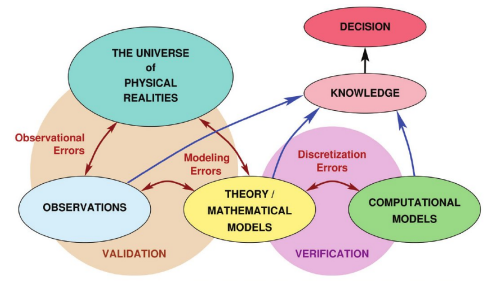 DECISION
THE UNIVERSE
of
PHYSICAL
REALITIES
KNOWLEDGE
Observational
Errors
Modeling
Errors
Discretization
Errors
OBSERVATIONS
THEORY /
MATHEMATICAL
MODELS
COMPUTATIONAL
MODELS
VALIDATION
VERIFICATION